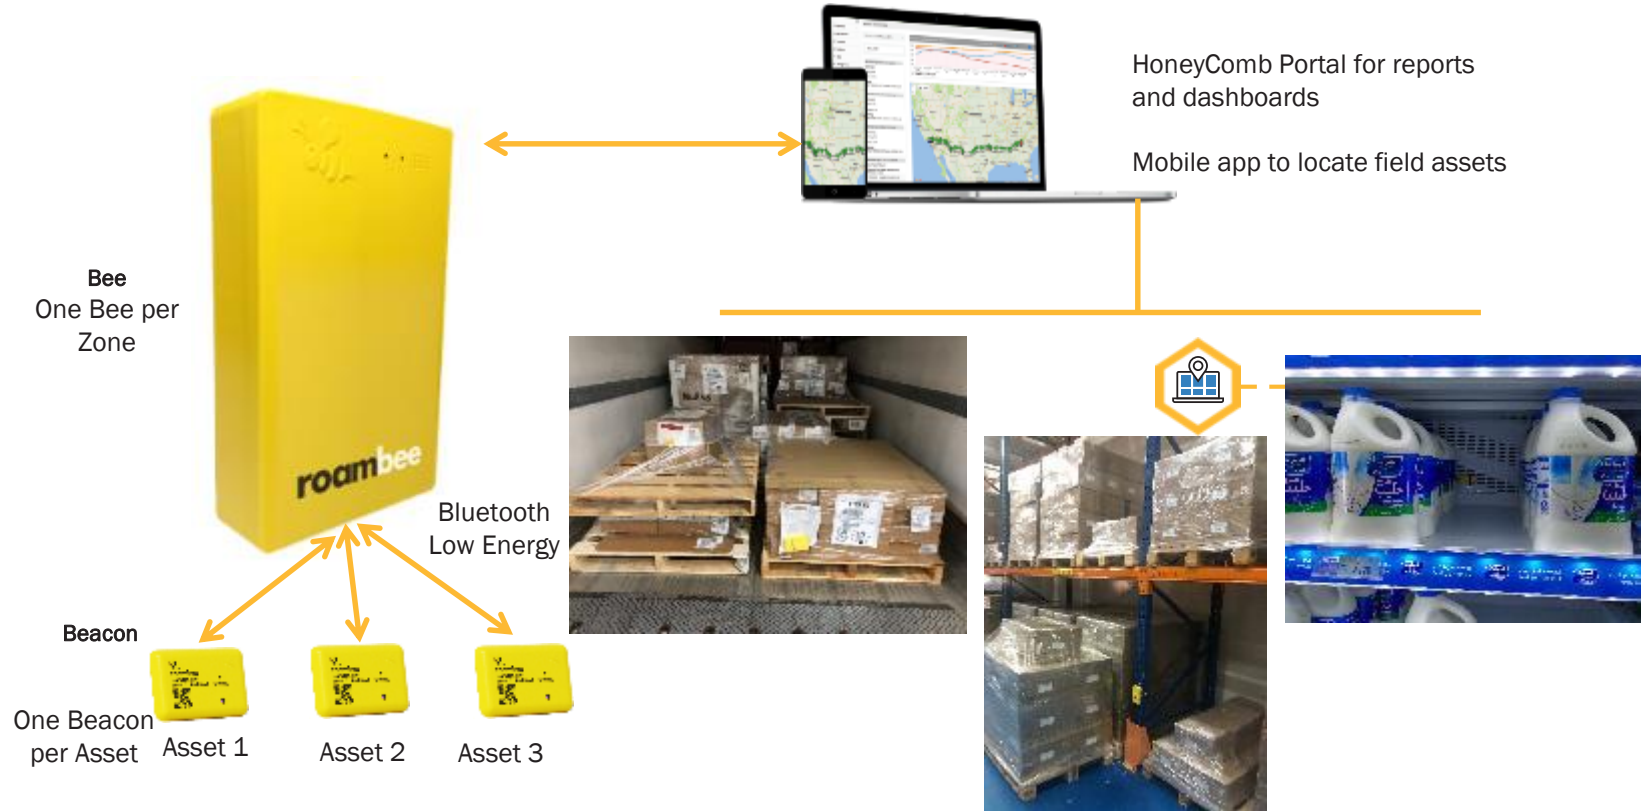 HoneyComb Portal for reports
and dashboards
Mobile app to locate field assets
Bee
One Bee per
Zone
roambee
Bluetooth
Low Energy
Beacon
One Beacon
per Asset
Asset 1
Asset 2
Asset 3